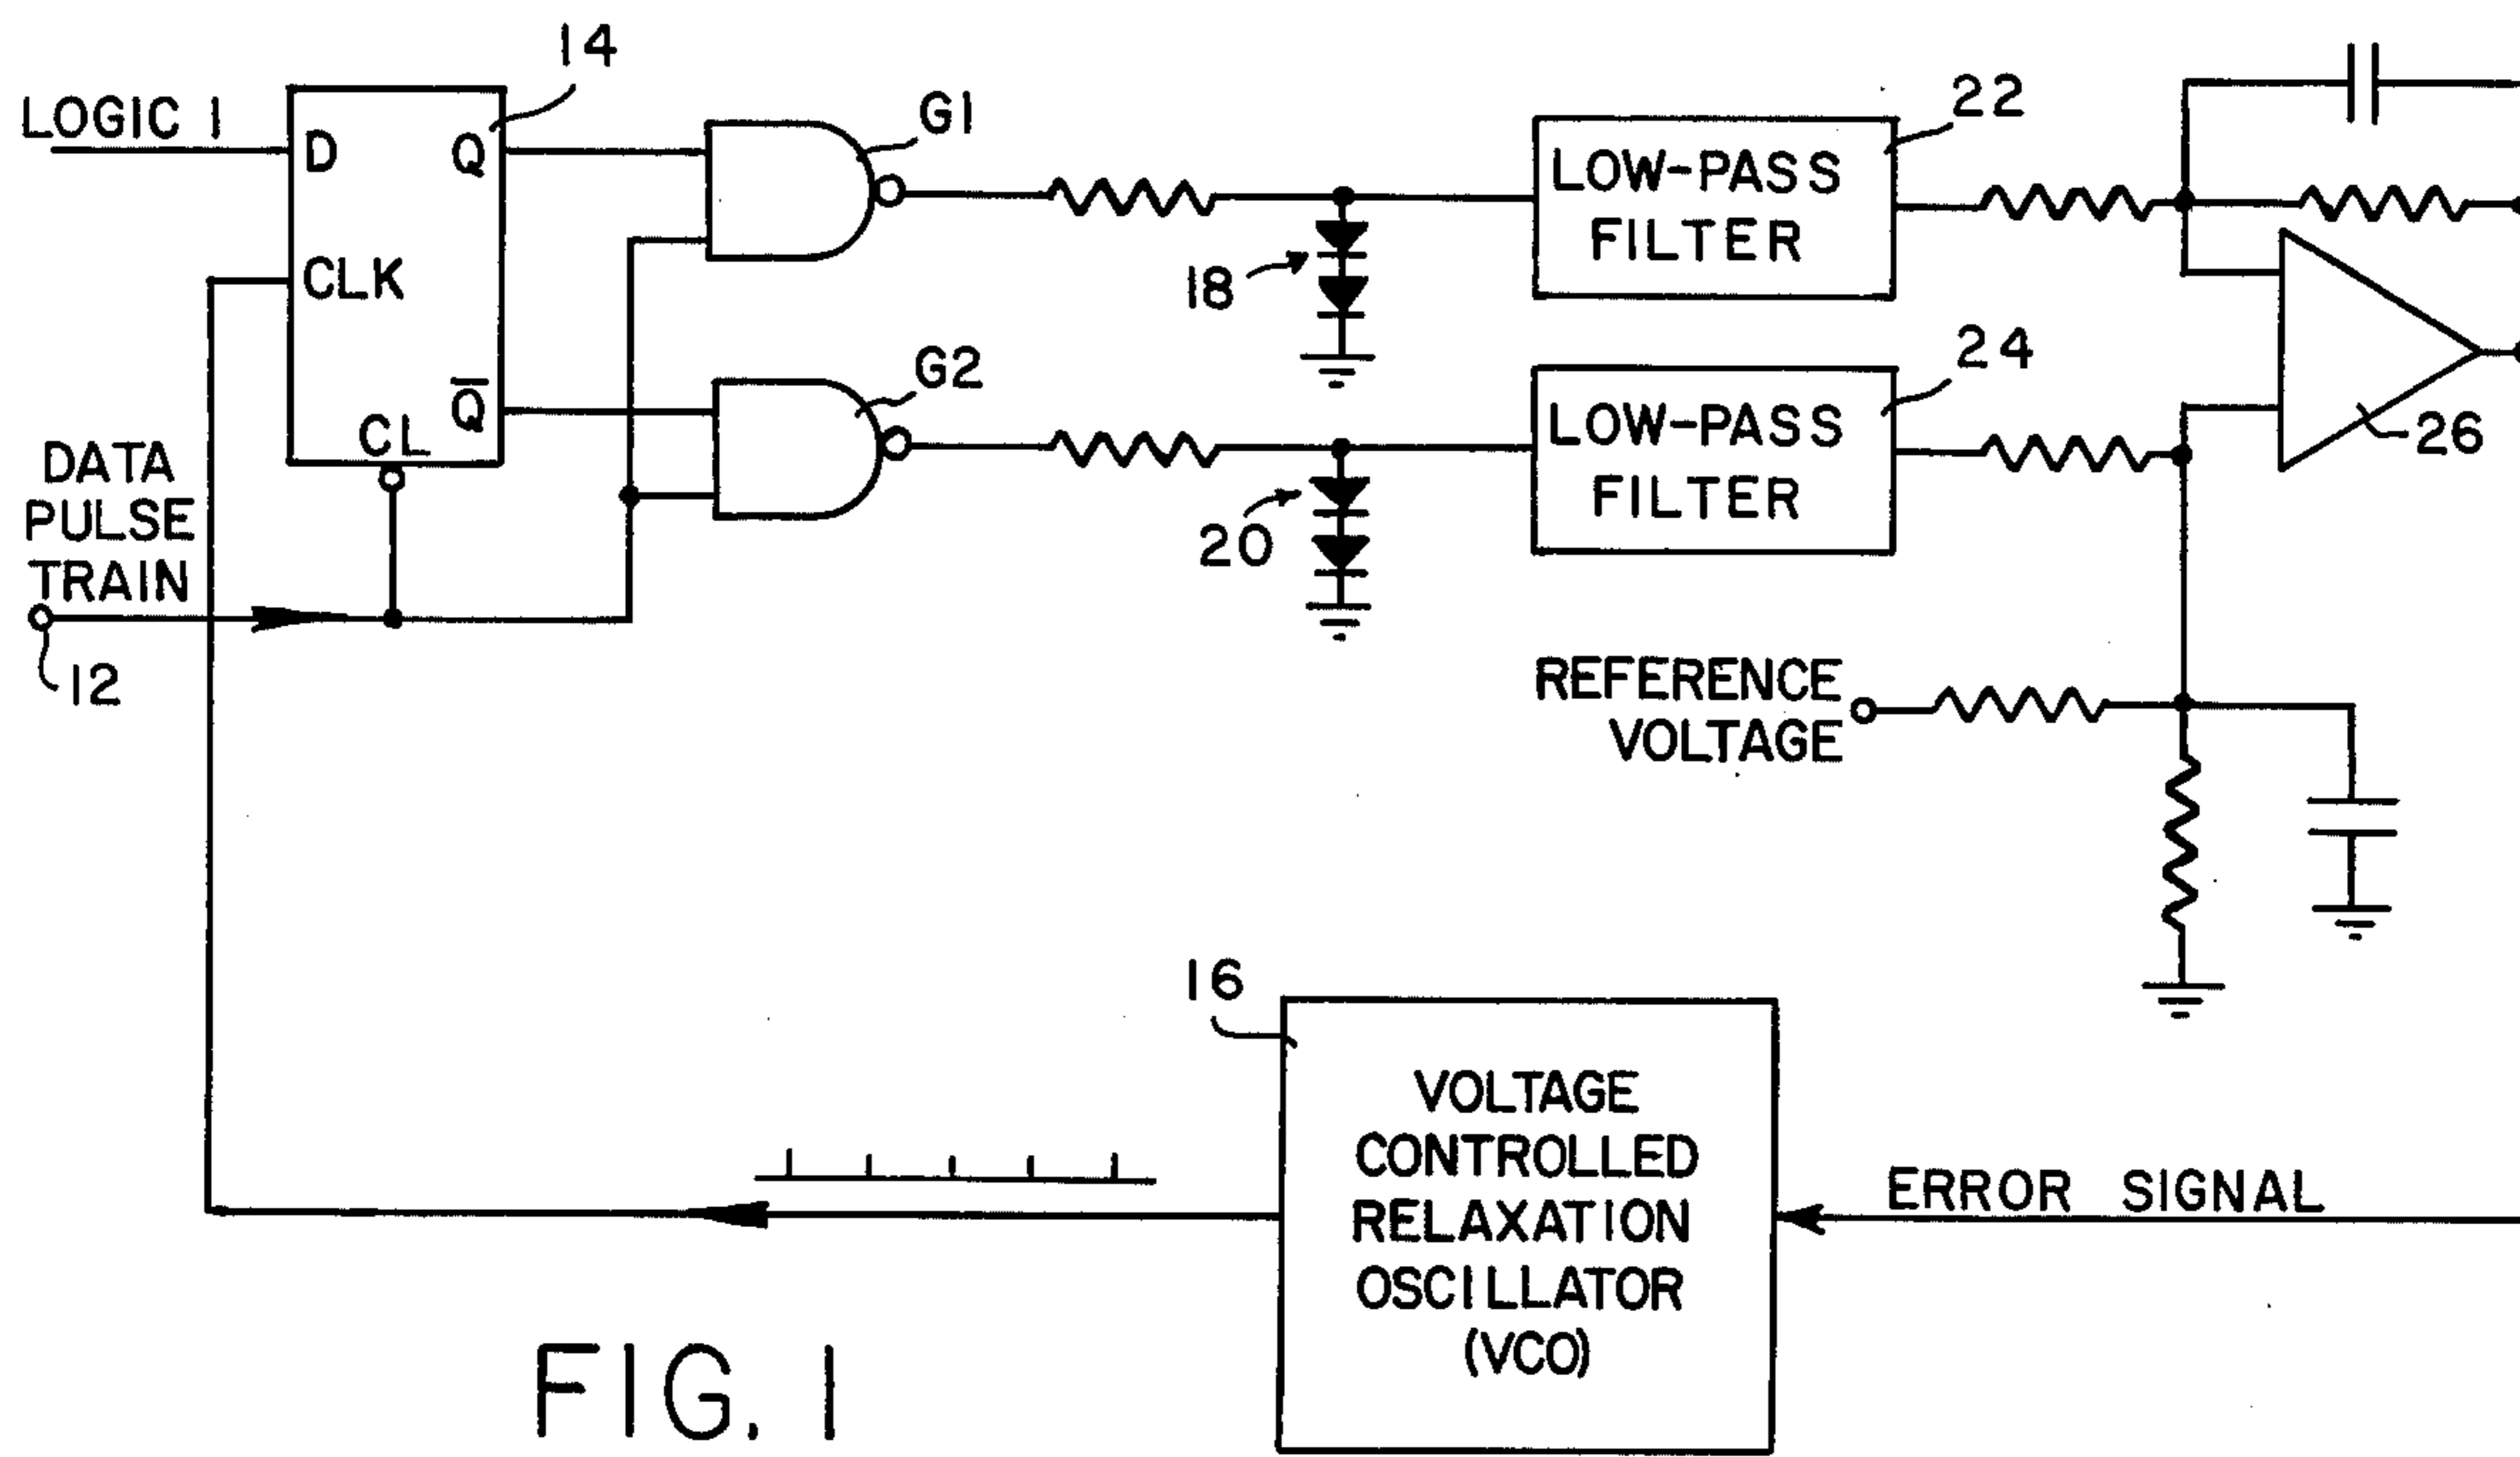 14
LOGIC 1
D
Q
CLK
Q̅
CL
G1
G2
DATA
PULSE
TRAIN
12
18
20
22
LOW-PASS
FILTER
24
LOW-PASS
FILTER
26
REFERENCE
VOLTAGE
16
VOLTAGE
CONTROLLED
RELAXATION
OSCILLATOR
(VCO)
ERROR SIGNAL
FIG. 1